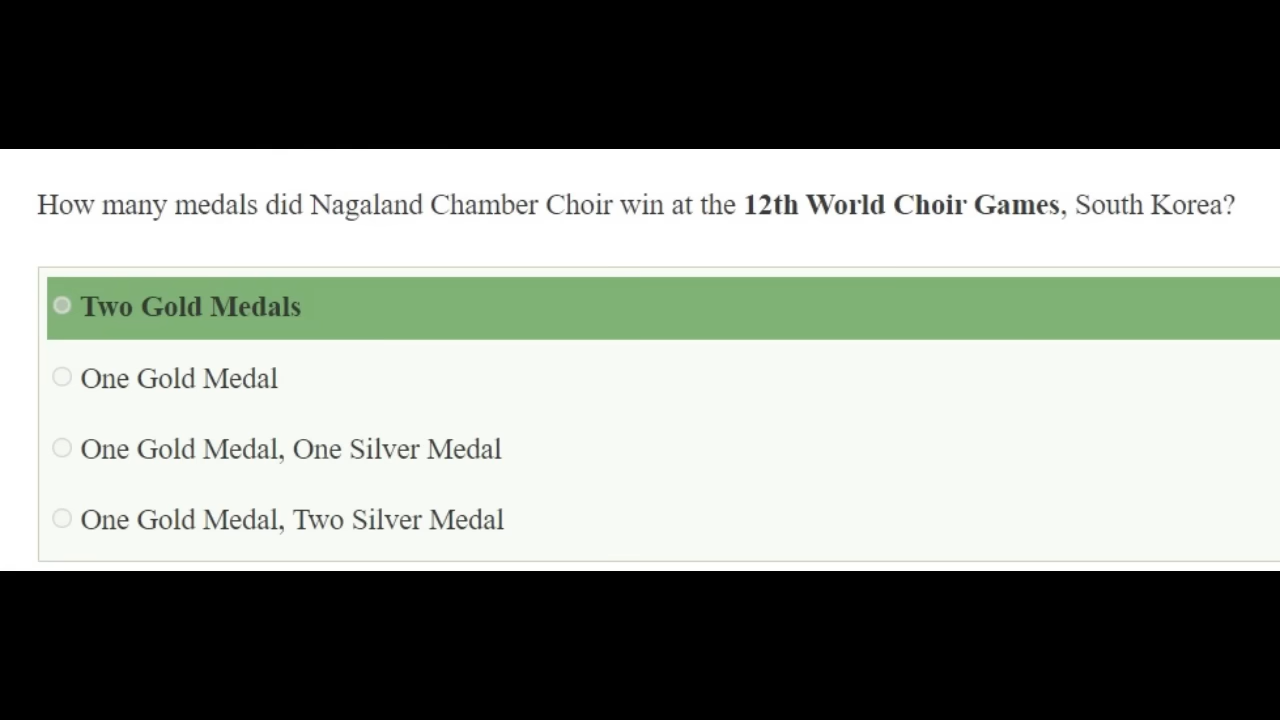 How many medals did Nagaland Chamber Choir win at the 12th World Choir Games, South Korea?
Two Gold Medals
One Gold Medal
One Gold Medal, One Silver Medal
One Gold Medal, Two Silver Medal